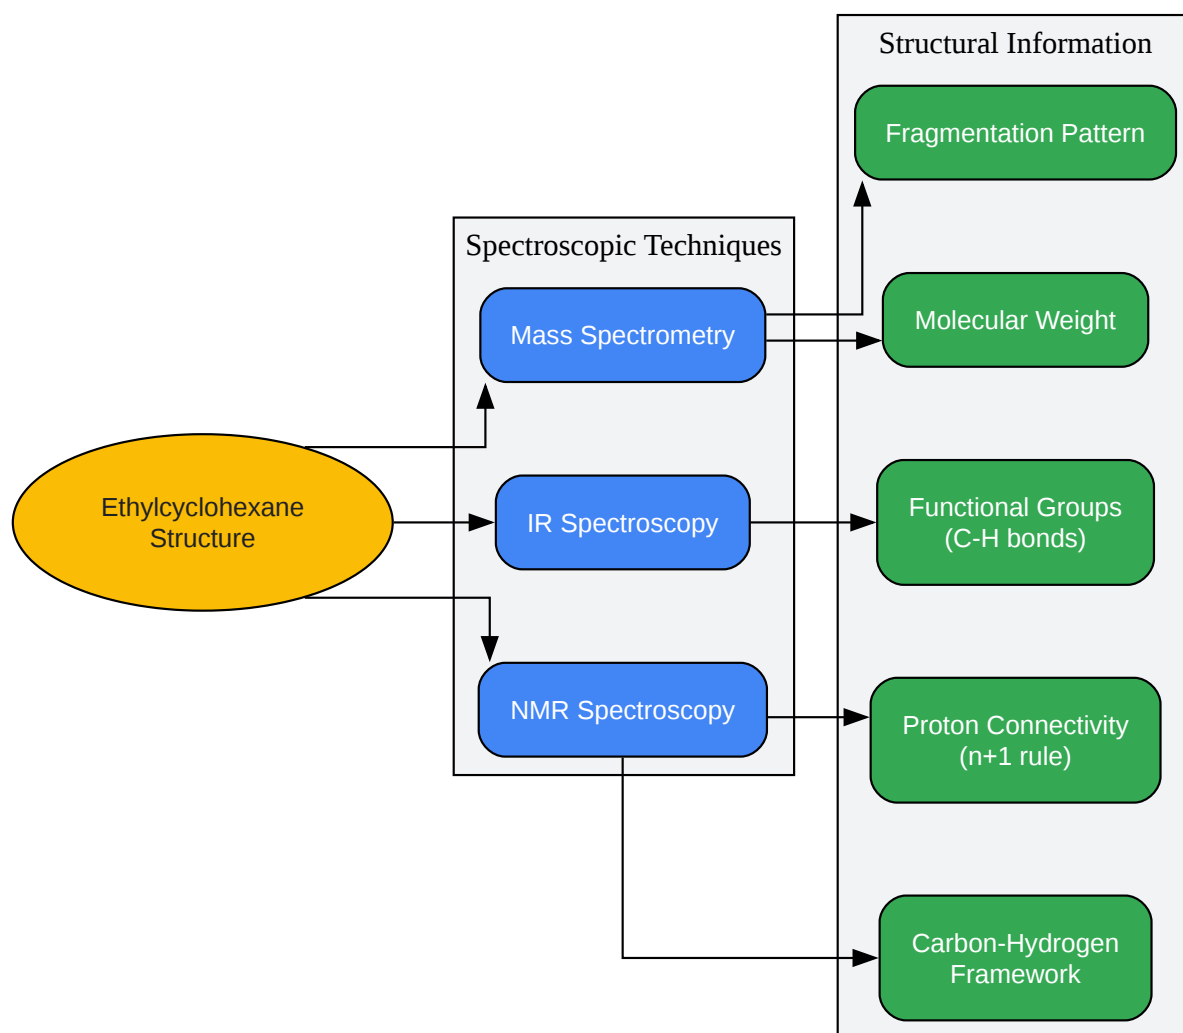 Structural Information
Fragmentation Pattern
Spectroscopic Techniques
Mass Spectrometry
Molecular Weight
Ethylcyclohexane
Structure
IR Spectroscopy
Functional Groups
(C-H bonds)
NMR Spectroscopy
Proton Connectivity
(n+1 rule)
Carbon-Hydrogen
Framework